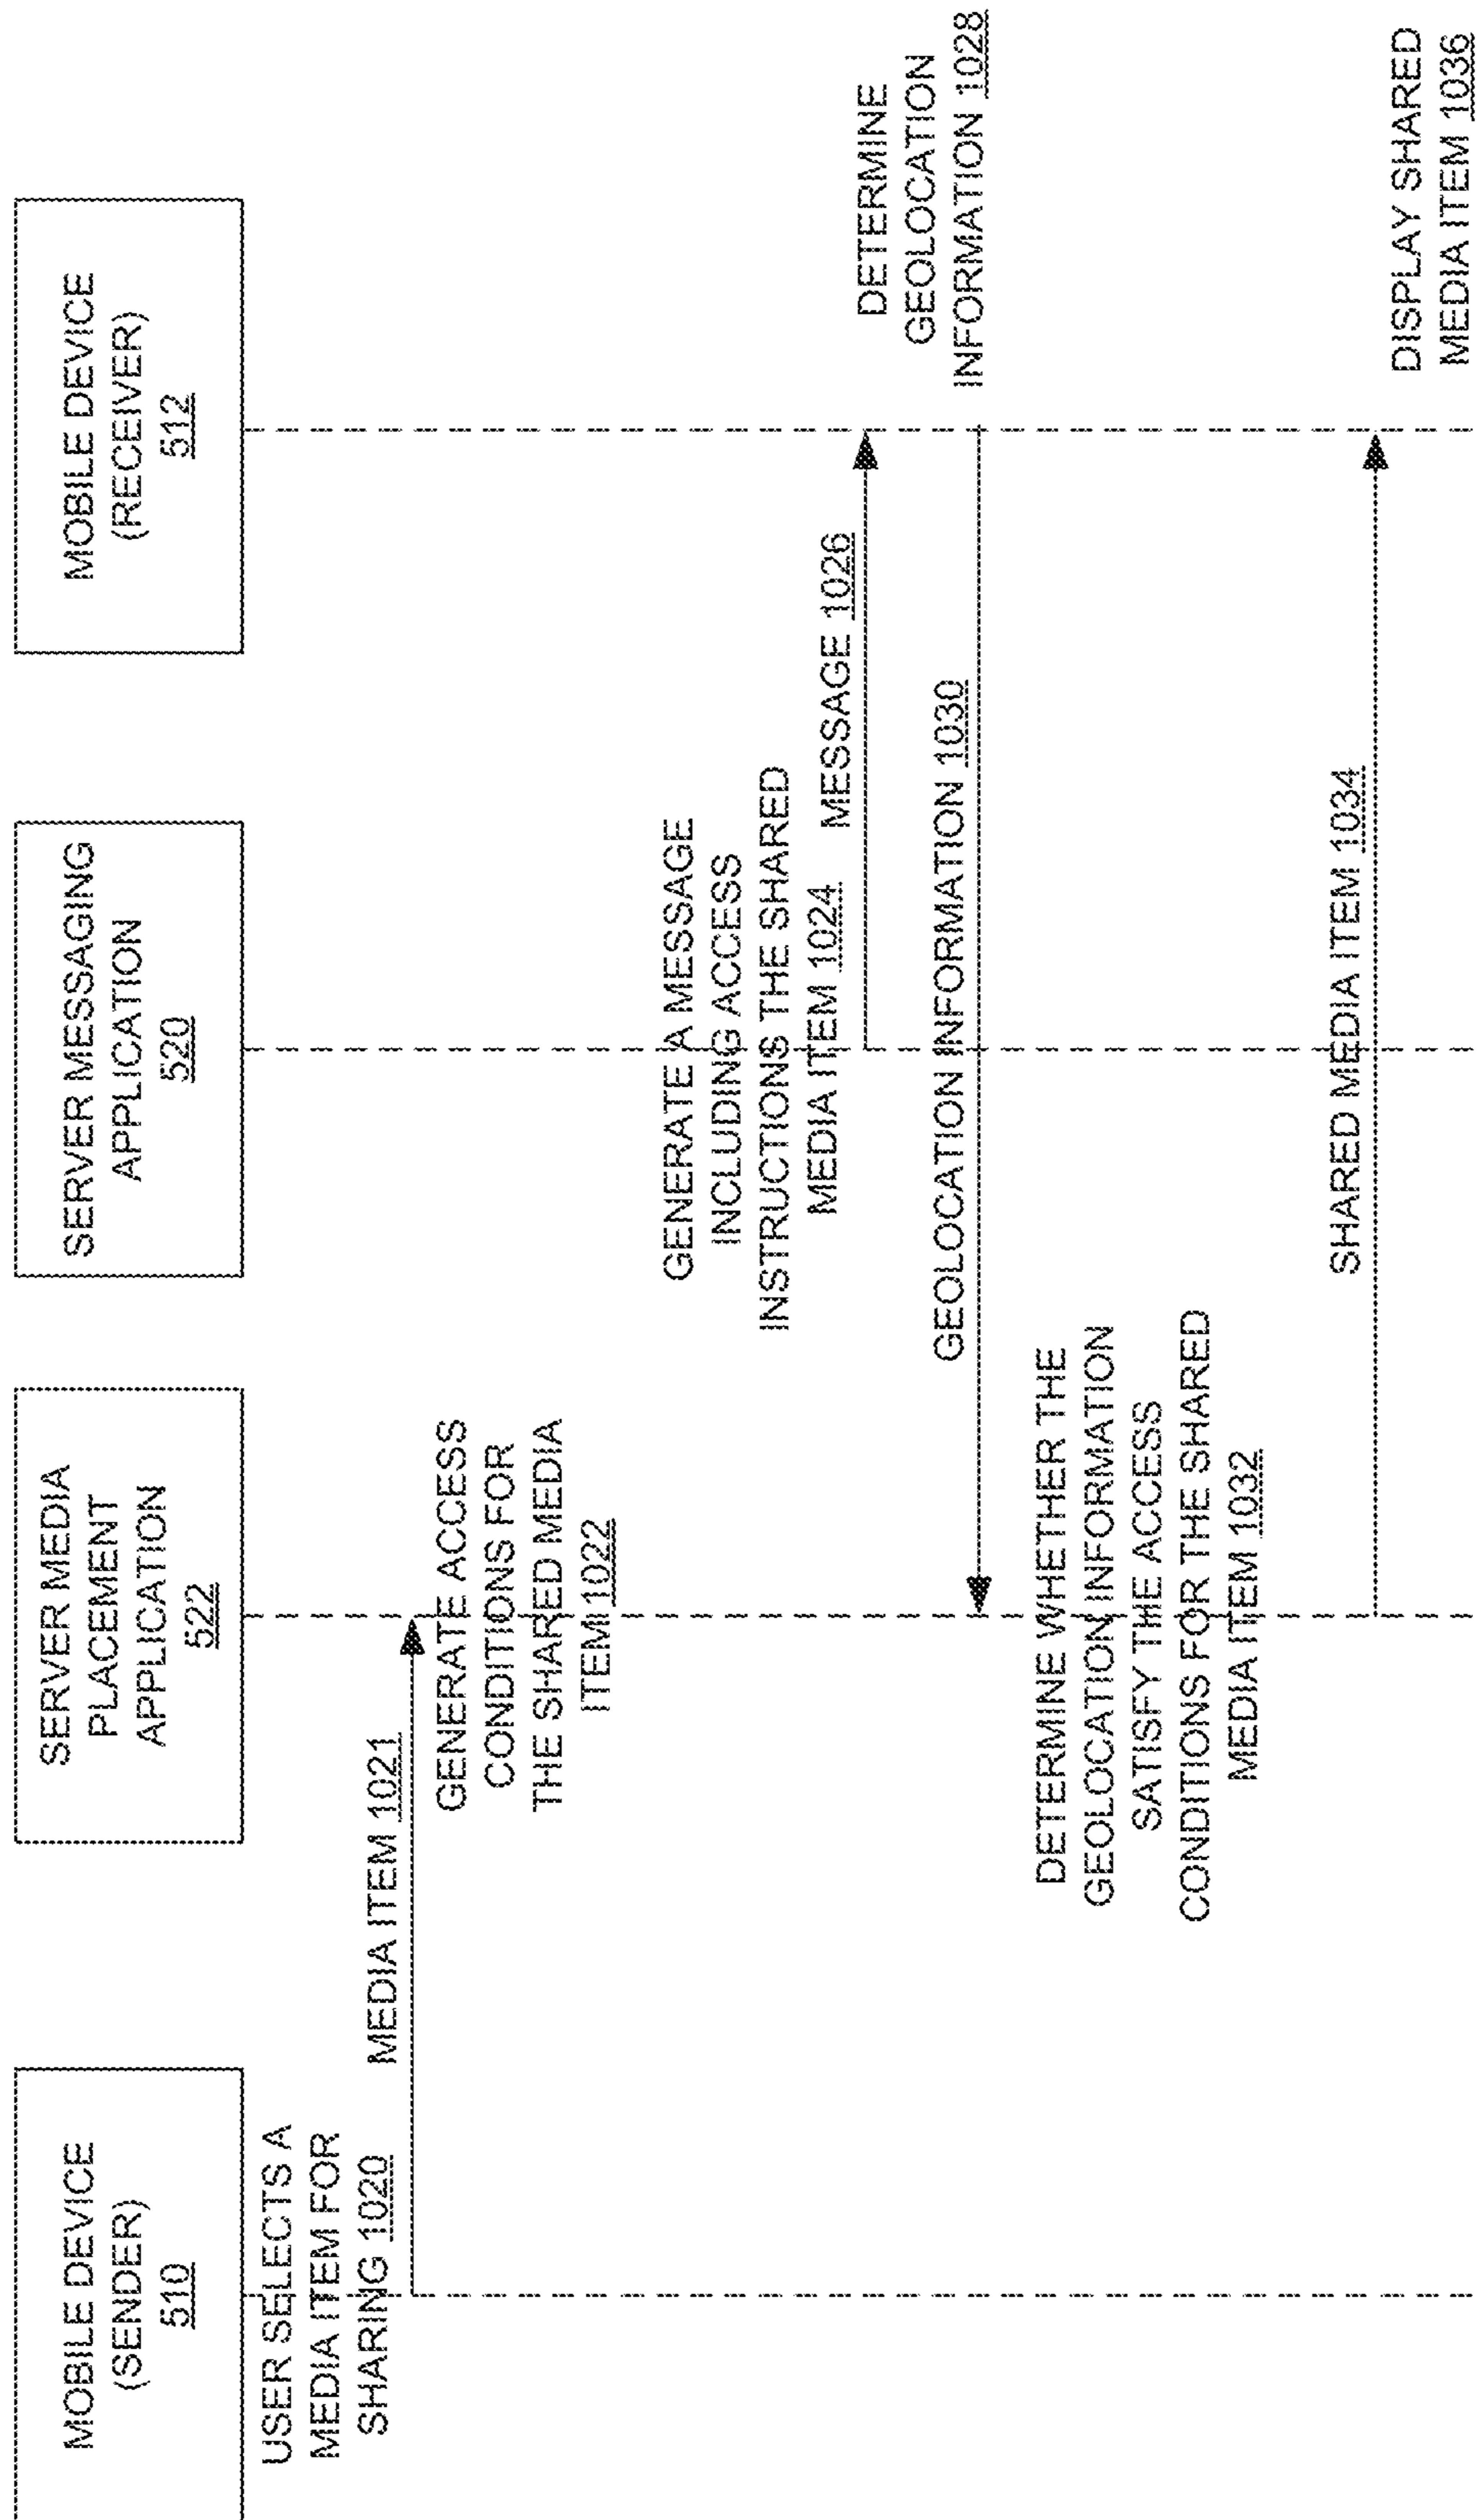 MOBILE DEVICE
(SENDER)
510
SERVER MEDIA
PLACEMENT
APPLICATION
522
SERVER MESSAGING
APPLICATION
520
MOBILE DEVICE
(RECEIVER)
512
USER SELECTS A
MEDIA ITEM FOR
SHARING 1020
MEDIA ITEM 1021
GENERATE ACCESS
CONDITIONS FOR
THE SHARED MEDIA
ITEM 1022
GENERATE A MESSAGE
INCLUDING ACCESS
INSTRUCTIONS THE SHARED
MEDIA ITEM 1024
MESSAGE 1026
DETERMINE
GEOLOCATION
INFORMATION 1028
GEOLOCATION INFORMATION 1030
DETERMINE WHETHER THE
GEOLOCATION INFORMATION
SATISFY THE ACCESS
CONDITIONS FOR THE SHARED
MEDIA ITEM 1032
SHARED MEDIA ITEM 1034
DISPLAY SHARED
MEDIA ITEM 1036